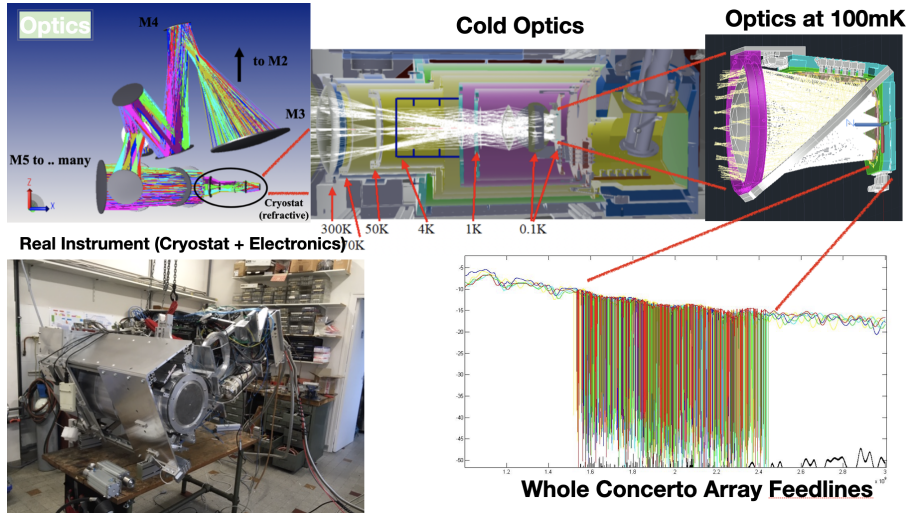 Optics
M4
to M2
M3
M5 to .. many
Z
X
Cryostat
(refractive)
Cold Optics
300K
70K
50K
4K
1K
0.1K
Optics at 100mK
Real Instrument (Cryostat + Electronics)
-5
-10
-15
-20
-25
-30
-35
-40
-45
-50
1.2
1.4
1.6
1.8
2
2.2
2.4
2.6
2.8
3
Whole Concerto Array Feedlines